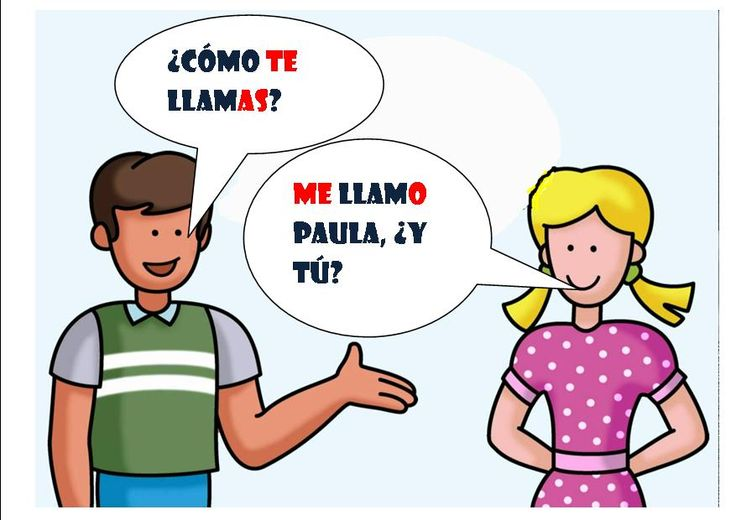 ¿CÓMO TE
LLAMAS?
ME LLAMO
PAULA, ¿Y
TÚ?